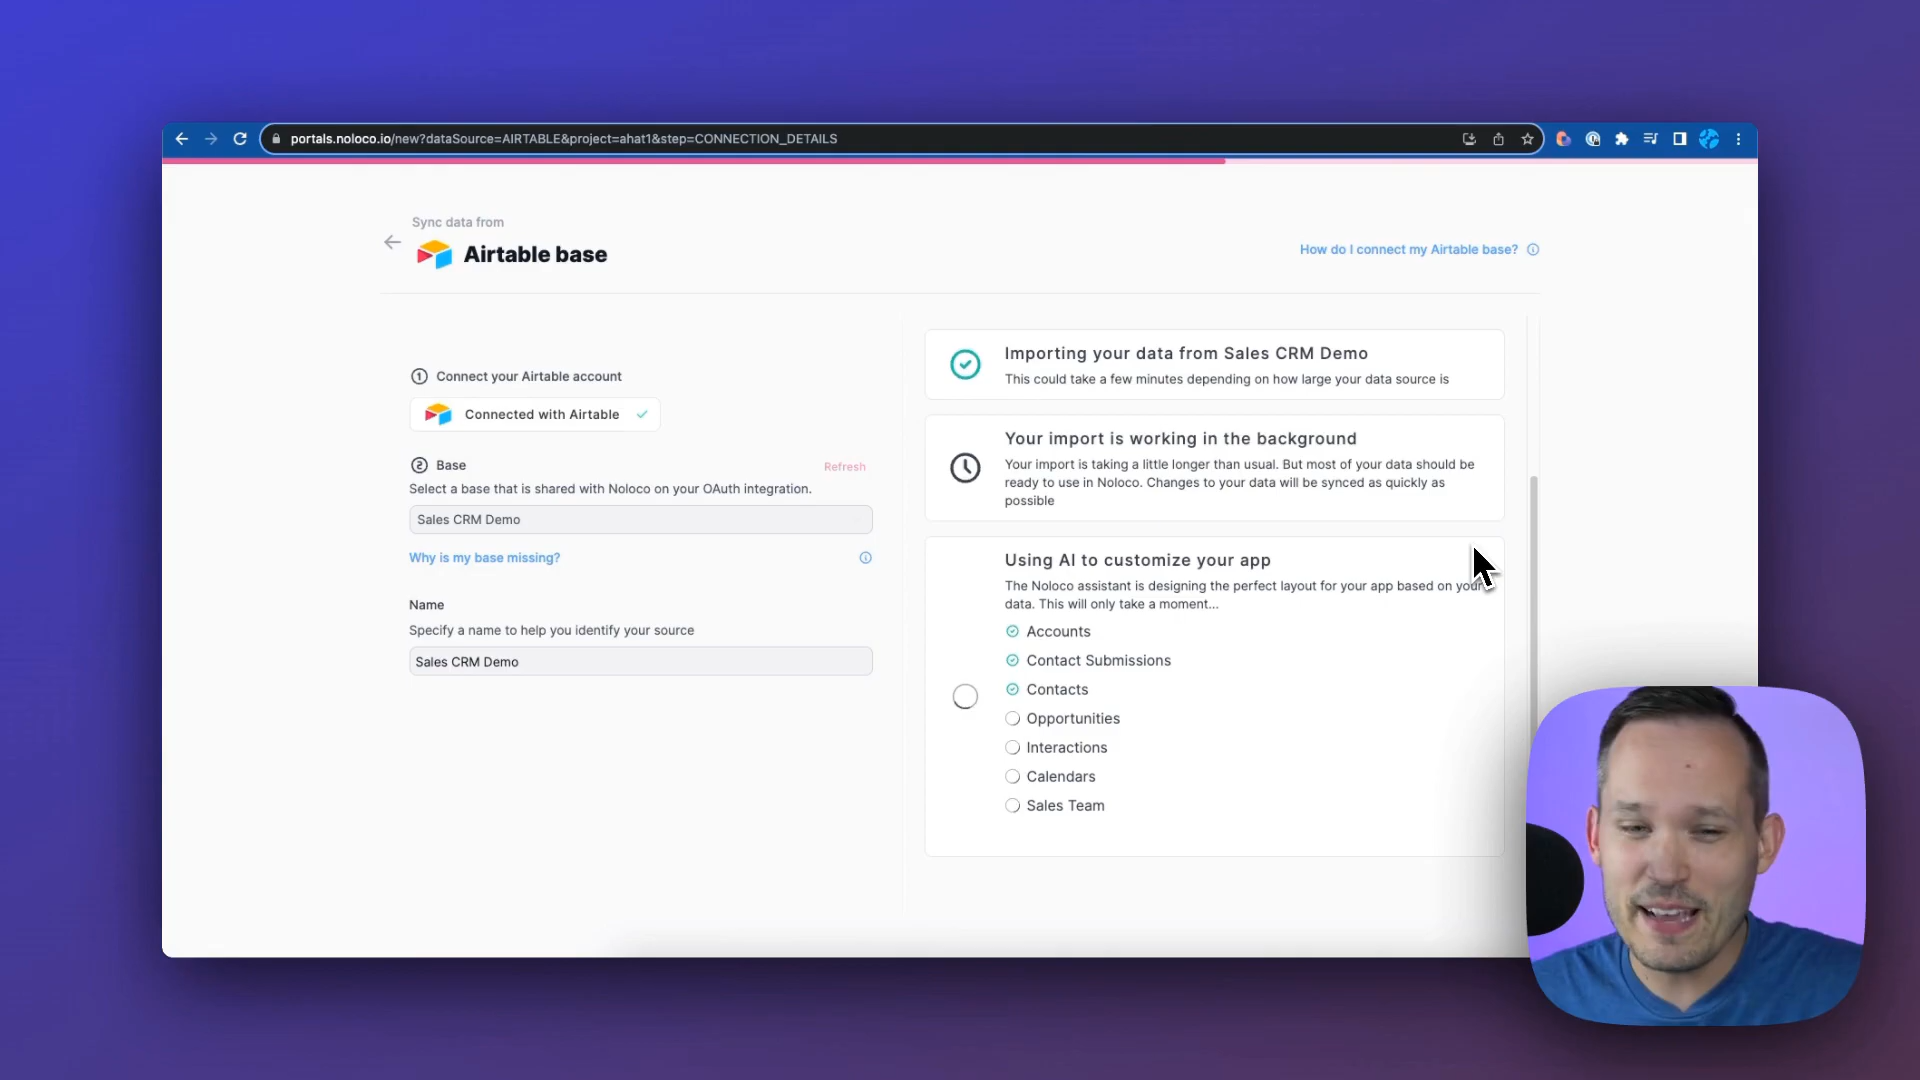 portals.noloco.io/new?dataSource=AIRTABLE&project=ahat1&step=CONNECTION_DETAILS
Sync data from
Airtable base
How do I connect my Airtable base?
1 Connect your Airtable account
Connected with Airtable
2 Base
Refresh
Select a base that is shared with Noloco on your OAuth integration.
Sales CRM Demo
Why is my base missing?
Name
Specify a name to help you identify your source
Sales CRM Demo
Importing your data from Sales CRM Demo
This could take a few minutes depending on how large your data source is
Your import is working in the background
Your import is taking a little longer than usual. But most of your data should be
ready to use in Noloco. Changes to your data will be synced as quickly as
possible
Using AI to customize your app
The Noloco assistant is designing the perfect layout for your app based on your
data. This will only take a moment...
Accounts
Contact Submissions
Contacts
Opportunities
Interactions
Calendars
Sales Team